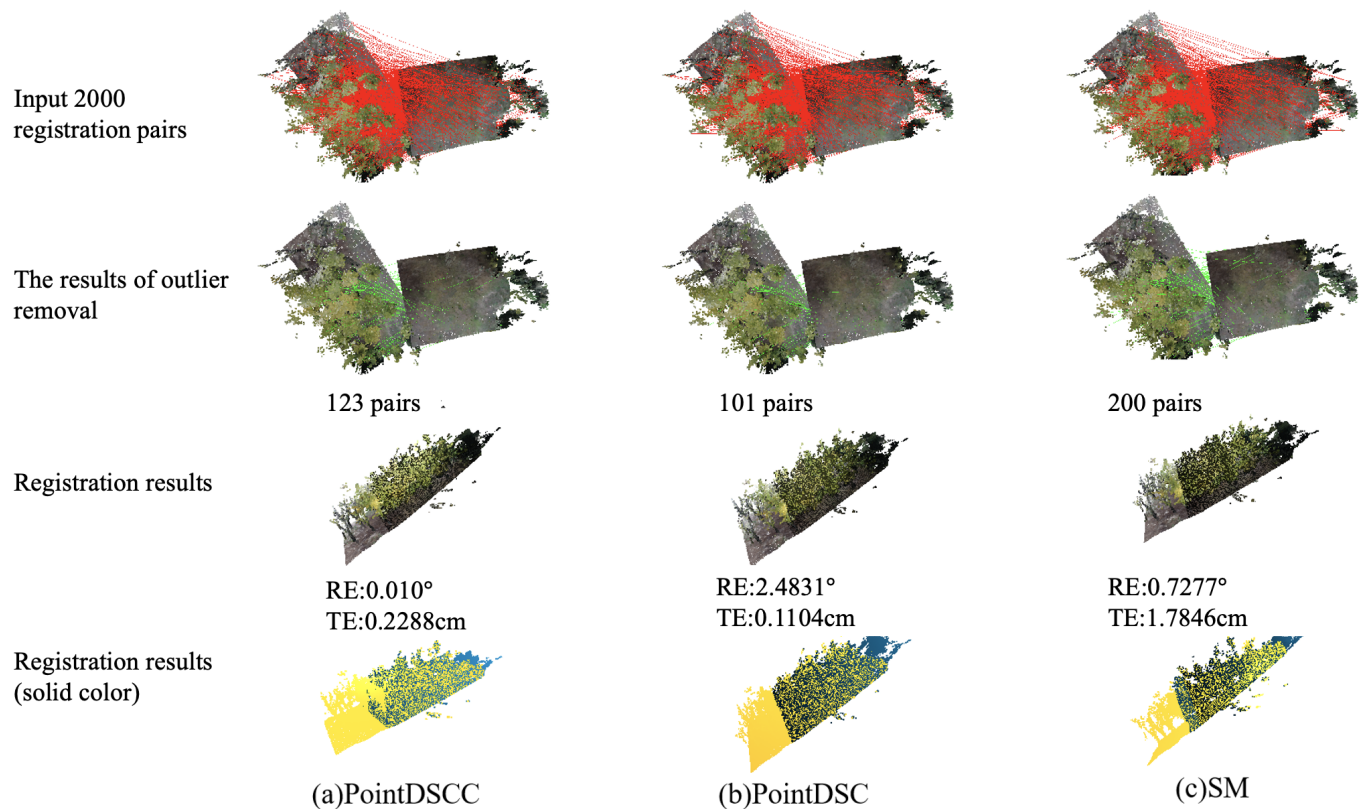 Input 2000
registration pairs
The results of outlier
removal
123 pairs
101 pairs
200 pairs
Registration results
RE:0.010°
TE:0.2288cm
RE:2.4831°
TE:0.1104cm
RE:0.7277°
TE:1.7846cm
Registration results
(solid color)
(a)PointDSCC
(b)PointDSC
(c)SM